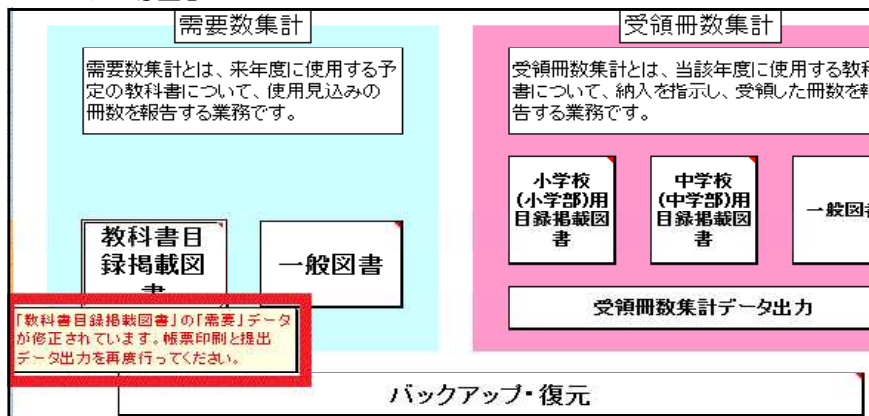 需要数集計
需要数集計とは、来年度に使用する予
定の教科書について、使用見込みの
冊数を報告する業務です。
教科書目
録掲載図
一般図書
「教科書目録掲載図書」の「需要」データ
が修正されています。帳票印刷と提出
データ出力を再度行ってください。
受領冊数集計
受領冊数集計とは、当該年度に使用する教科
書について、納入を指示し、受領した冊数を報
告する業務です。
小学校
(小学部)用
目録掲載図
書
中学校
(中学部)用
目録掲載図
書
一般図書
受領冊数集計データ出力
バックアップ・復元